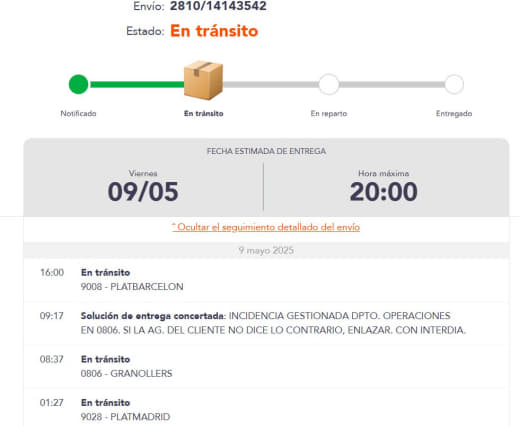 Envío: 2810/14143542
Estado: En tránsito
Notificado
En tránsito
En reparto
Entregado
FECHA ESTIMADA DE ENTREGA
Viernes
09/05
Hora máxima
20:00
ˆ Ocultar el seguimiento detallado del envío
9 mayo 2025
16:00 En tránsito
9008 - PLATBARCELON
09:17 Solución de entrega concertada: INCIDENCIA GESTIONADA DPTO. OPERACIONES
EN 0806. SI LA AG. DEL CLIENTE NO DICE LO CONTRARIO, ENLAZAR. CON INTERDIA.
08:37 En tránsito
0806 - GRANOLLERS
01:27 En tránsito
9028 - PLATMADRID